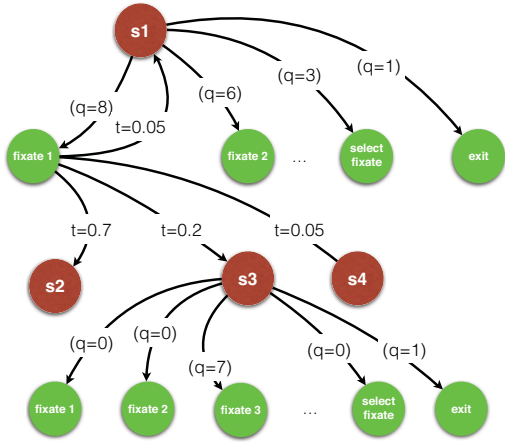 s1
(q=1)
(q=3)
(q=6)
(q=8)
t=0.05
fixate 1
fixate 2
...
select
fixate
exit
t=0.7
t=0.2
t=0.05
s2
s3
s4
(q=0)
(q=0)
(q=7)
(q=0)
(q=1)
fixate 1
fixate 2
fixate 3
...
select
fixate
exit